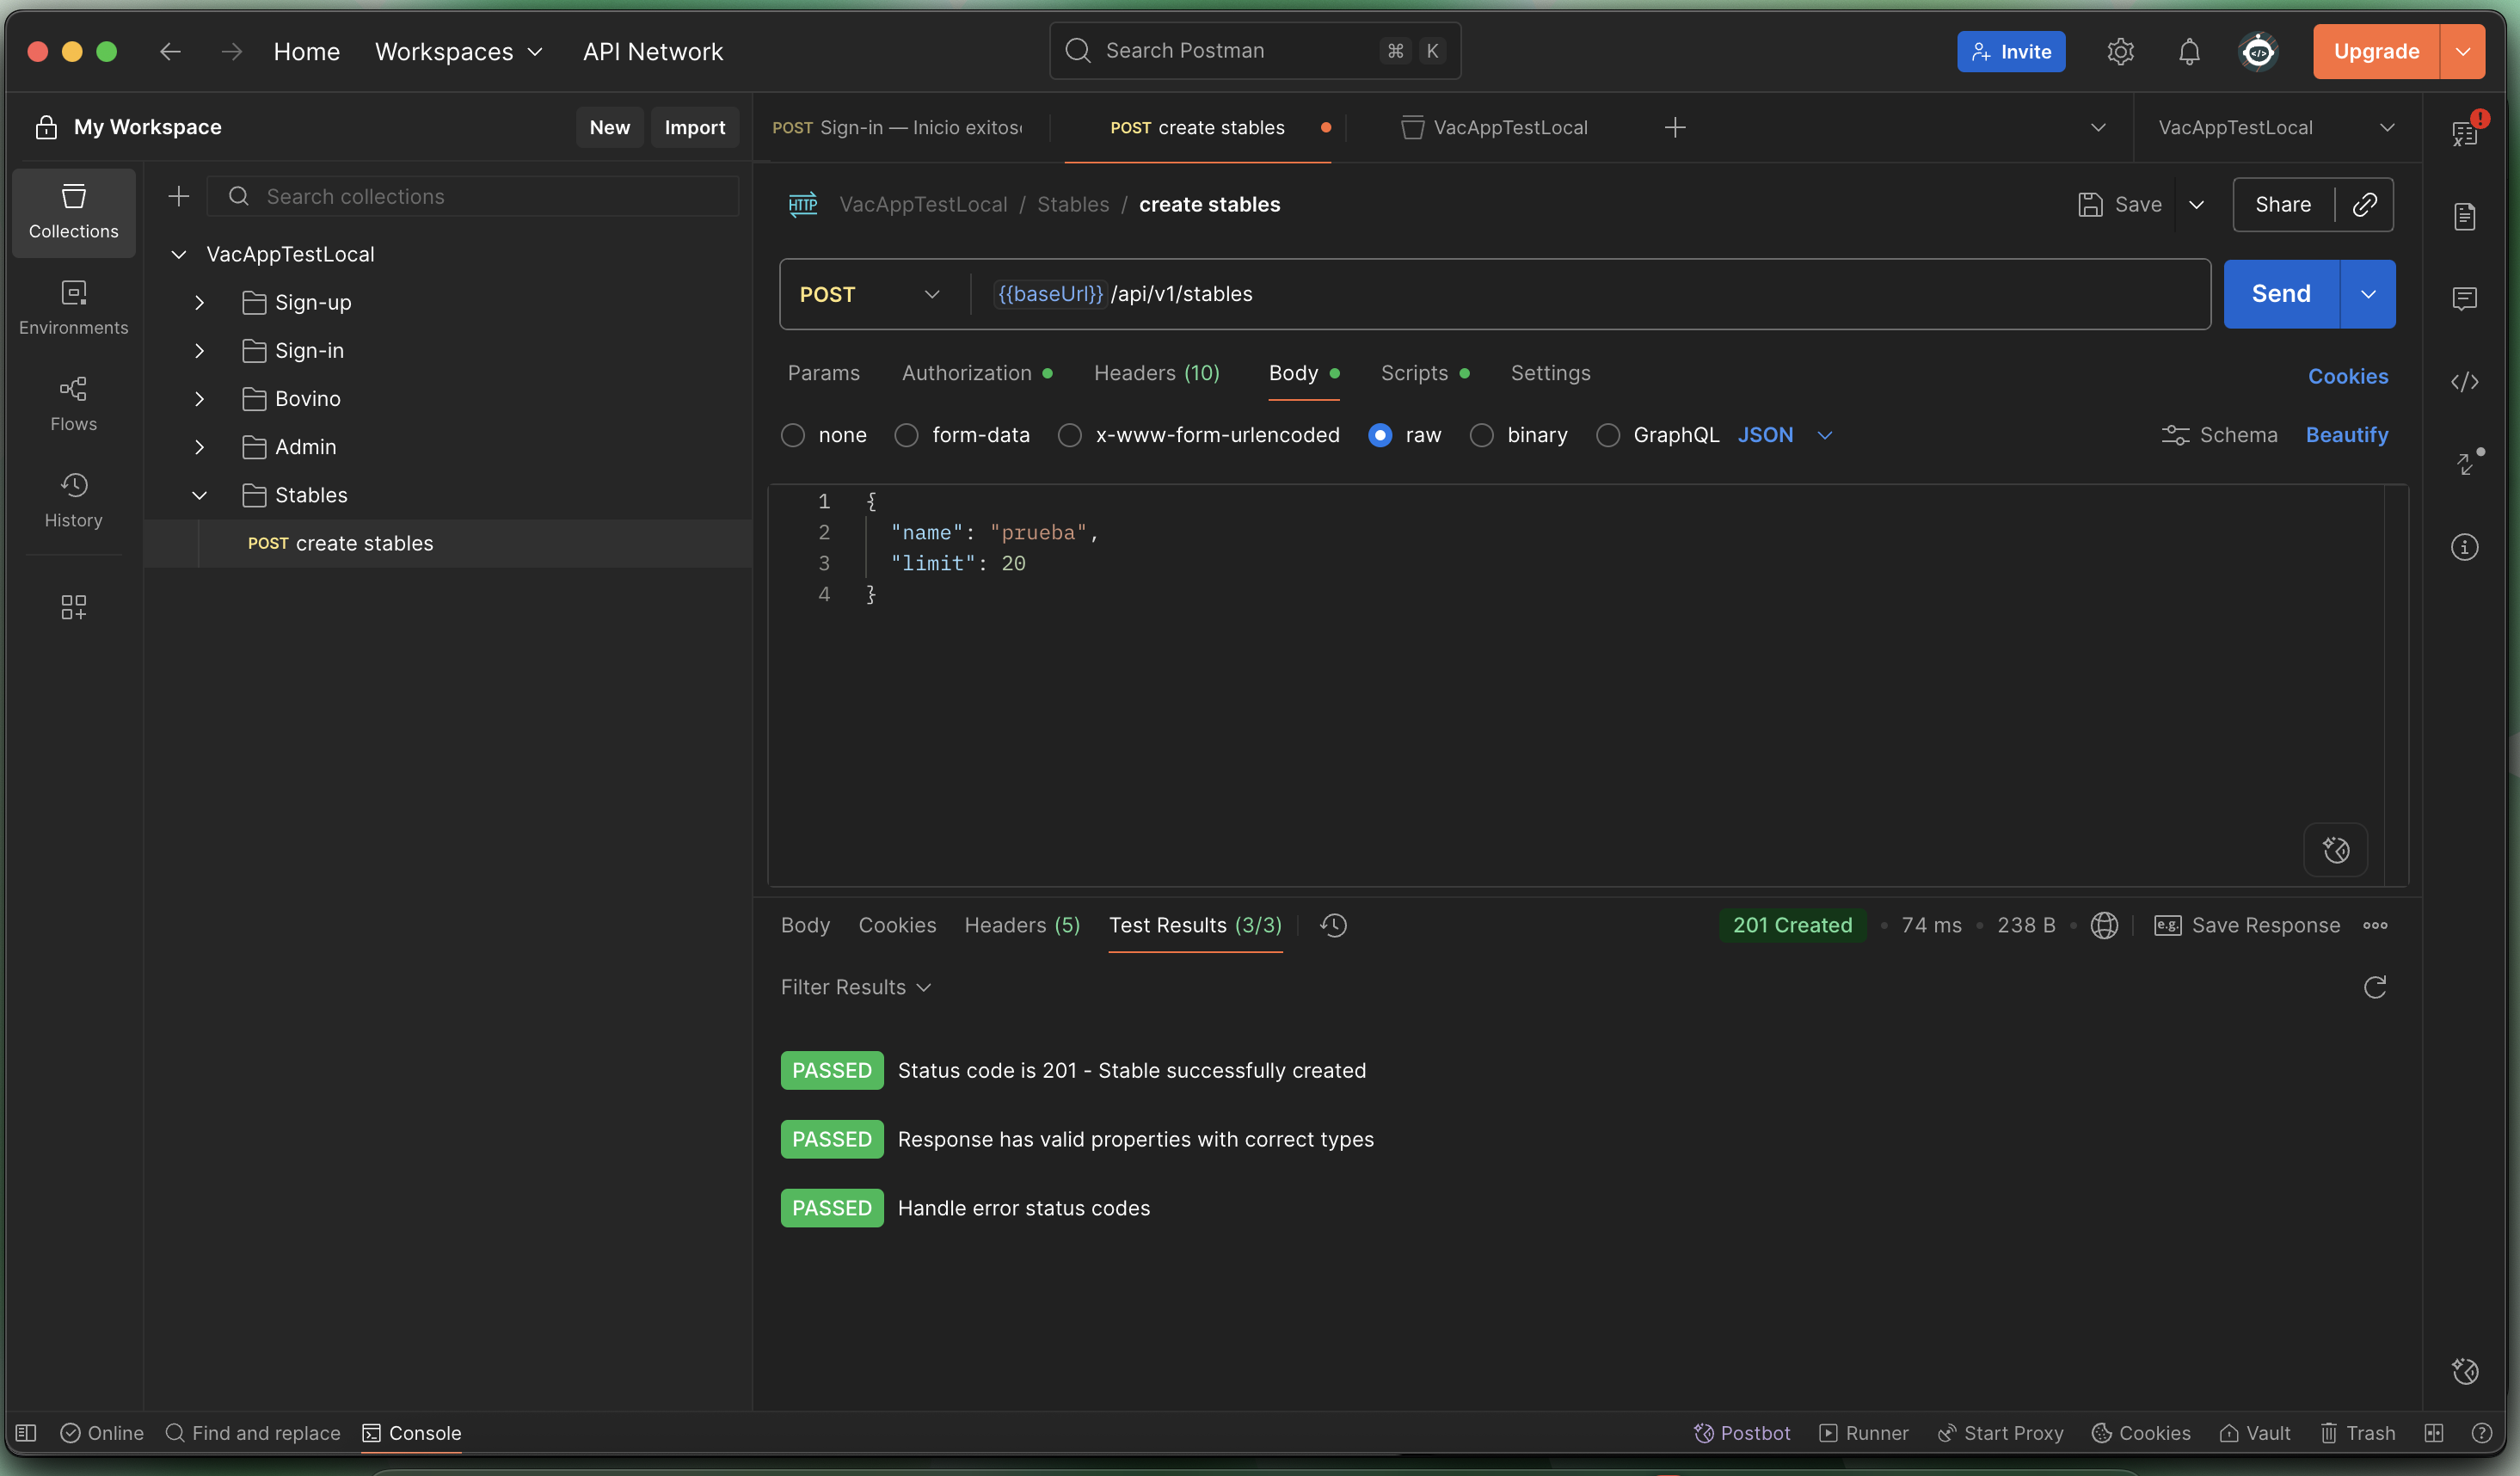 Home Workspaces API Network Search Postman ⌘ K Invite Upgrade
My Workspace New Import
POST Sign-in — Inicio exitos POST create stables VacAppTestLocal VacAppTestLocal
Collections
Environments
Flows
History
Search collections
VacAppTestLocal
Sign-up
Sign-in
Bovino
Admin
Stables
POST create stables
HTTP VacAppTestLocal / Stables / create stables Save Share
POST {{baseUrl}}/api/v1/stables Send
Params Authorization Headers (10) Body Scripts Settings Cookies
none form-data x-www-form-urlencoded raw binary GraphQL JSON Schema Beautify
1 {
2 "name": "prueba",
3 "limit": 20
4 }
Body Cookies Headers (5) Test Results (3/3) 201 Created • 74 ms • 238 B • e.g. Save Response
Filter Results
PASSED Status code is 201 - Stable successfully created
PASSED Response has valid properties with correct types
PASSED Handle error status codes
Online Find and replace Console Postbot Runner Start Proxy Cookies Vault Trash